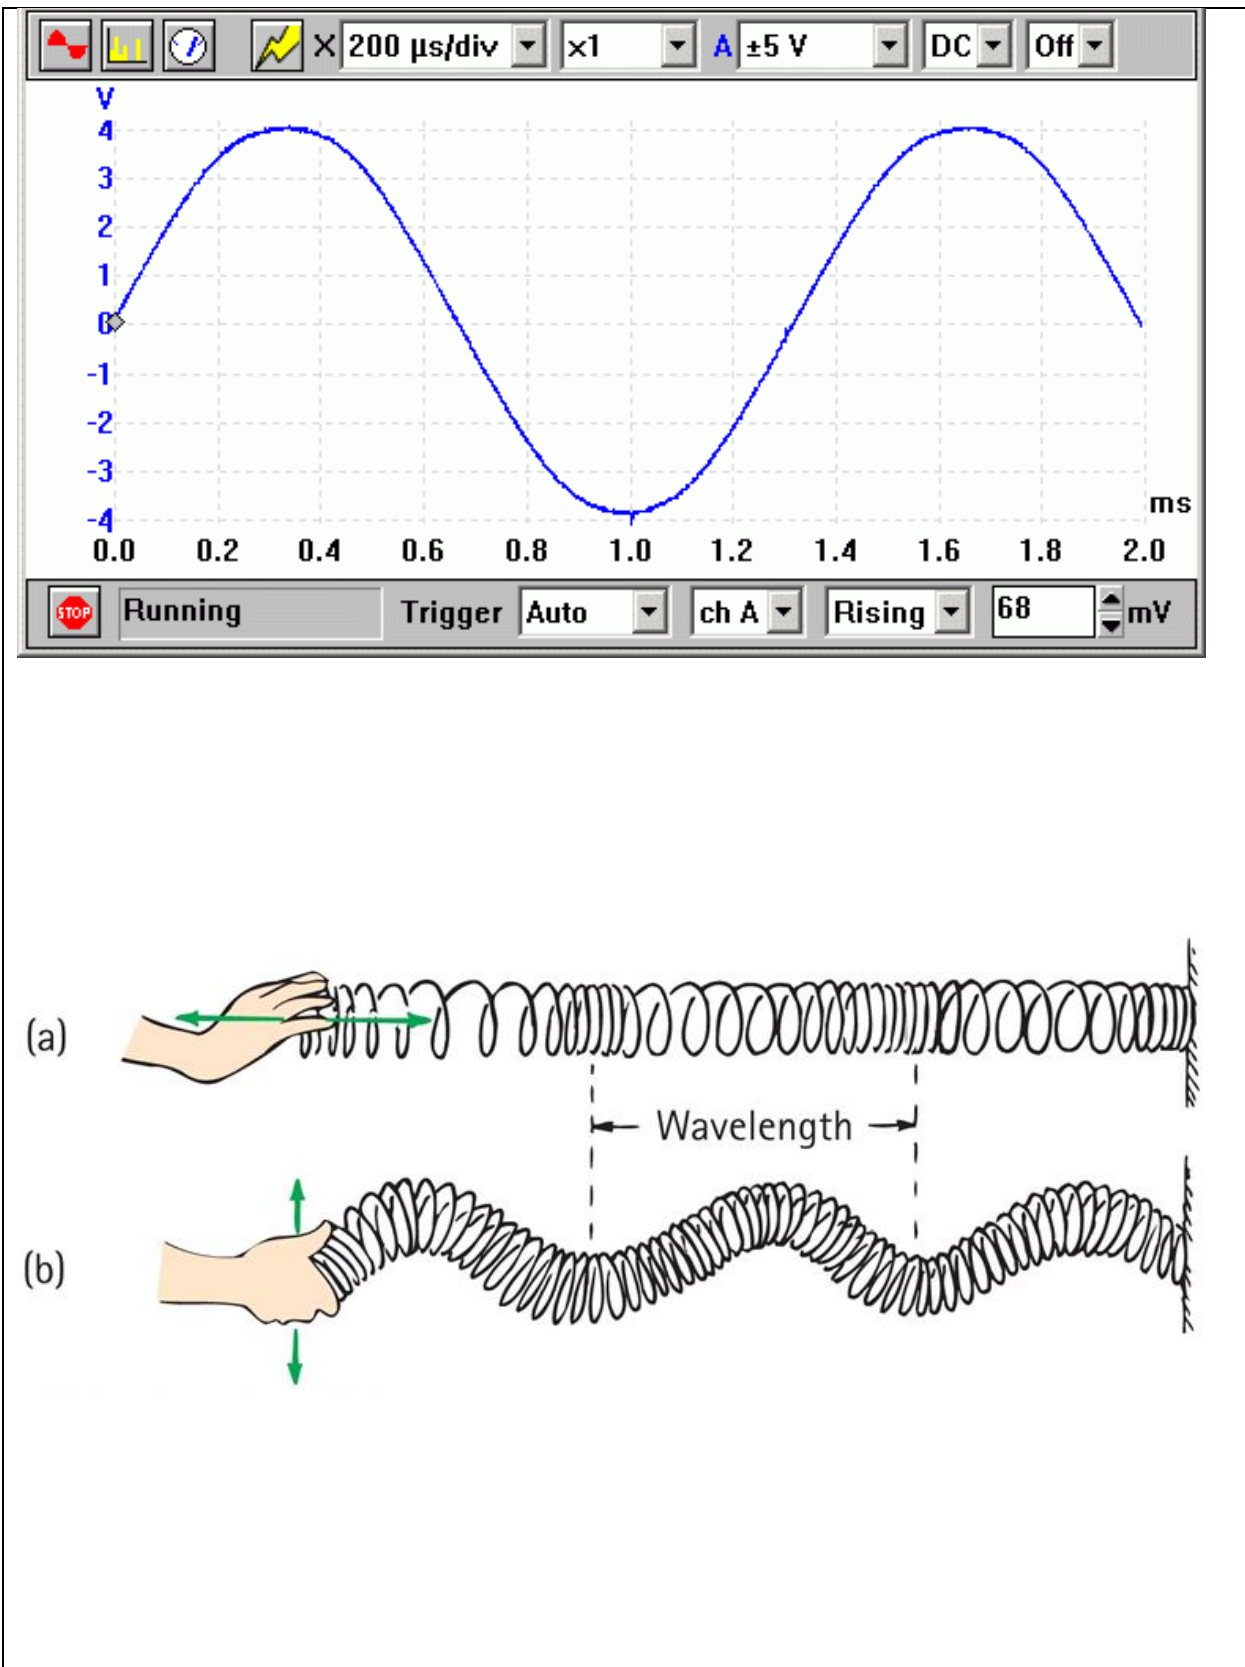 X 200 µs/div x1 A ±5 V DC Off
V
4
3
2
1
0
-1
-2
-3
-4
ms
0.0 0.2 0.4 0.6 0.8 1.0 1.2 1.4 1.6 1.8 2.0
STOP Running Trigger Auto ch A Rising 68 mV
(a)
Wavelength
(b)